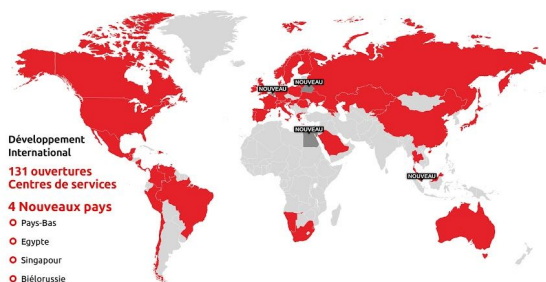 NOUVEAU
NOUVEAU
NOUVEAU
NOUVEAU
Développement
International
131 ouvertures
Centres de services
4 Nouveaux pays
Pays-Bas
Egypte
Singapour
Biélorussie